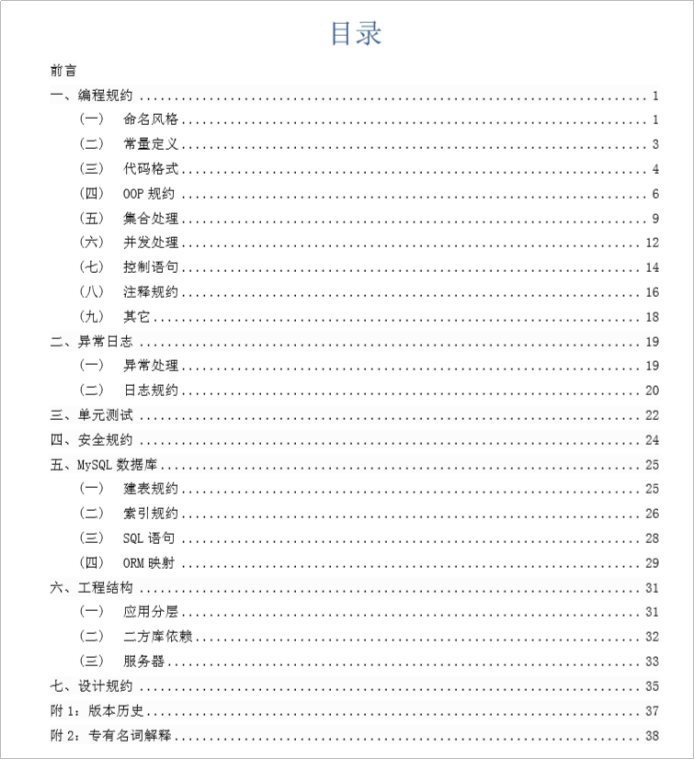 目录
前言
一、编程规约 ........ 1
(一) 命名风格 ........ 1
(二) 常量定义 ........ 3
(三) 代码格式 ........ 4
(四) OOP 规约 ........ 6
(五) 集合处理 ........ 9
(六) 并发处理 ........ 12
(七) 控制语句 ........ 14
(八) 注释规约 ........ 16
(九) 其它 ........ 18
二、异常日志 ........ 19
(一) 异常处理 ........ 19
(二) 日志规约 ........ 20
三、单元测试 ........ 22
四、安全规约 ........ 24
五、MySQL 数据库 ........ 25
(一) 建表规约 ........ 25
(二) 索引规约 ........ 26
(三) SQL 语句 ........ 28
(四) ORM 映射 ........ 29
六、工程结构 ........ 31
(一) 应用分层 ........ 31
(二) 二方库依赖 ........ 32
(三) 服务器 ........ 33
七、设计规约 ........ 35
附 1：版本历史 ........ 37
附 2：专有名词解释 ........ 38